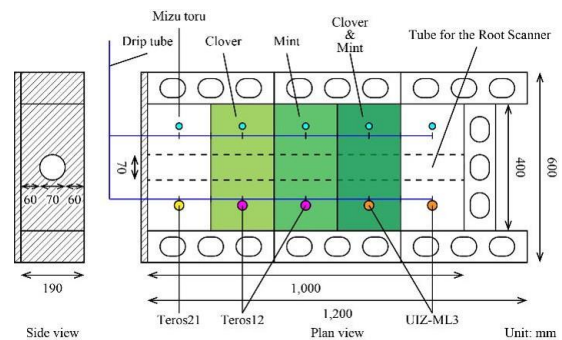 Mizu toru
Drip tube
Clover
Mint
Clover
&
Mint
Tube for the Root Scanner
70
60 70 60
400
600
190
1,000
1,200
Teros21
Teros12
UIZ-ML3
Side view
Plan view
Unit: mm